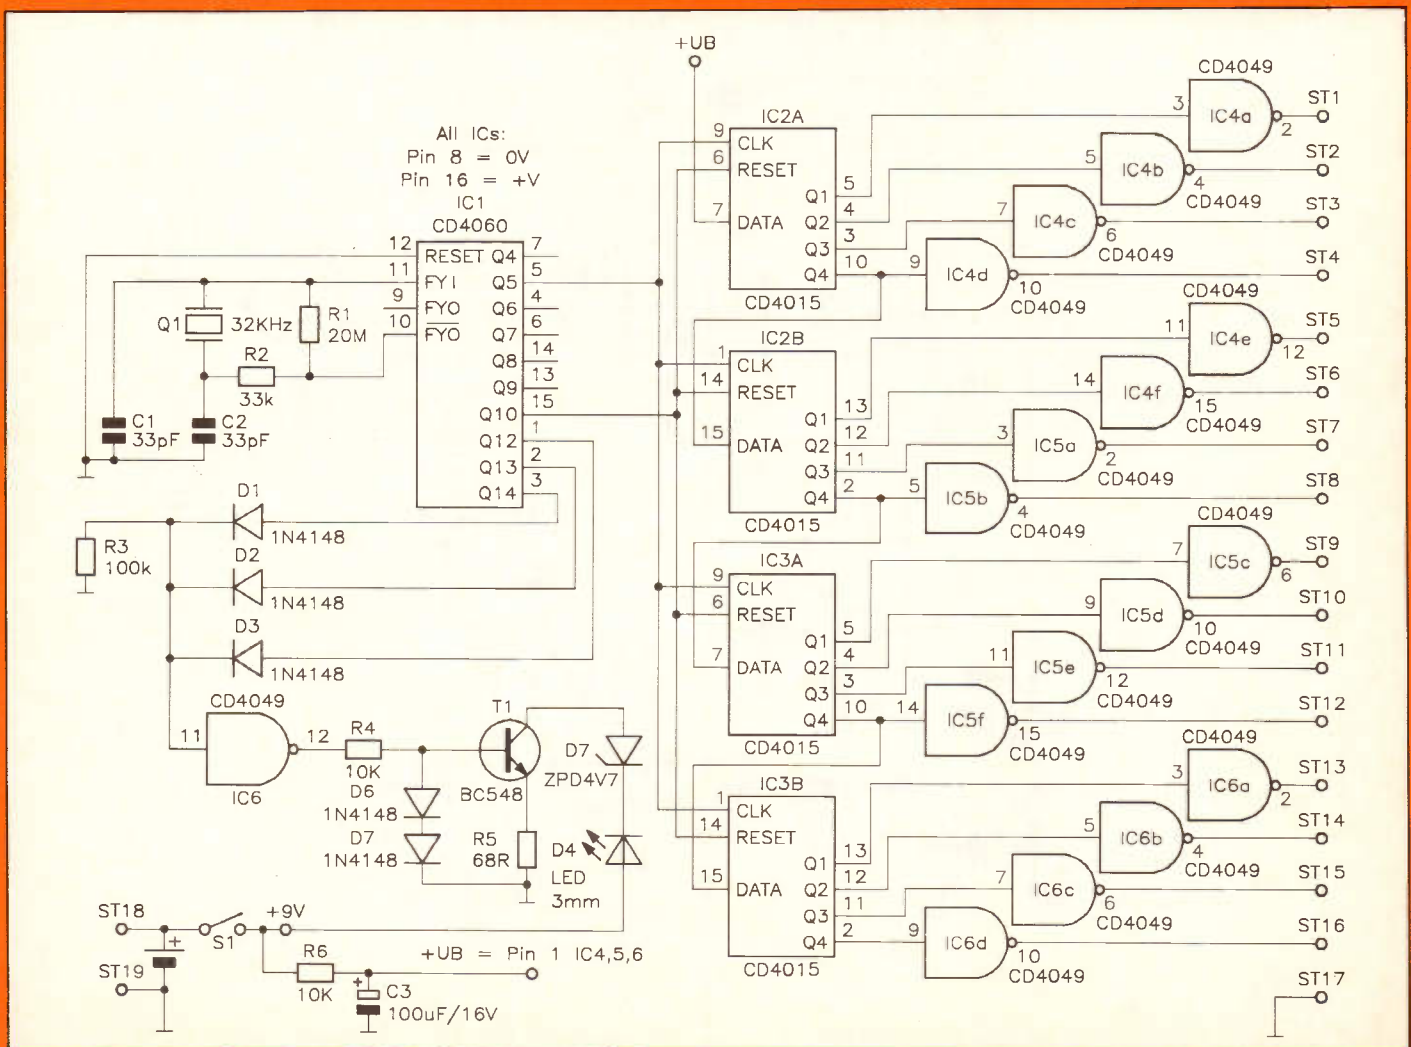 +UB
All ICs:
Pin 8 = 0V
Pin 16 = +V
IC1
CD4060
12 RESET Q4 7
11 FYI Q5 5
9 FYO Q6 4
10 FYO Q7 6
Q8 14
Q9 13
Q10 15
Q12 1
Q13 2
Q14 3
Q1 32KHz
R1
20M
R2
33k
C1
33pF
C2
33pF
R3
100k
D1
1N4148
D2
1N4148
D3
1N4148
CD4049
11 12
IC6
R4
10K
D6
1N4148
D7
1N4148
T1
BC548
R5
68R
D7
ZPD4V7
D4
LED
3mm
ST18
ST19
S1
+9V
R6
10K
+UB = Pin 1 IC4,5,6
+
+
C3
100uF/16V
IC2A
9 CLK
6 RESET
7 DATA
Q1 5
Q2 4
Q3 3
Q4 10
CD4015
IC2B
1 CLK
14 RESET
15 DATA
Q1 13
Q2 12
Q3 11
Q4 2
CD4015
IC3A
9 CLK
6 RESET
7 DATA
Q1 5
Q2 4
Q3 3
Q4 10
CD4015
IC3B
1 CLK
14 RESET
15 DATA
Q1 13
Q2 12
Q3 11
Q4 2
CD4015
CD4049
3 IC4a 2 ST1
5 IC4b 4 ST2
CD4049
7 IC4c 6 ST3
CD4049
9 IC4d 10 ST4
CD4049
CD4049
11 IC4e 12 ST5
14 IC4f 15 ST6
CD4049
3 IC5a 2 ST7
CD4049
5 IC5b 4 ST8
CD4049
CD4049
7 IC5c 6 ST9
9 IC5d 10 ST10
CD4049
11 IC5e 12 ST11
CD4049
14 IC5f 15 ST12
CD4049
CD4049
3 IC6a 2 ST13
5 IC6b 4 ST14
CD4049
7 IC6c 6 ST15
CD4049
9 IC6d 10 ST16
CD4049
ST17